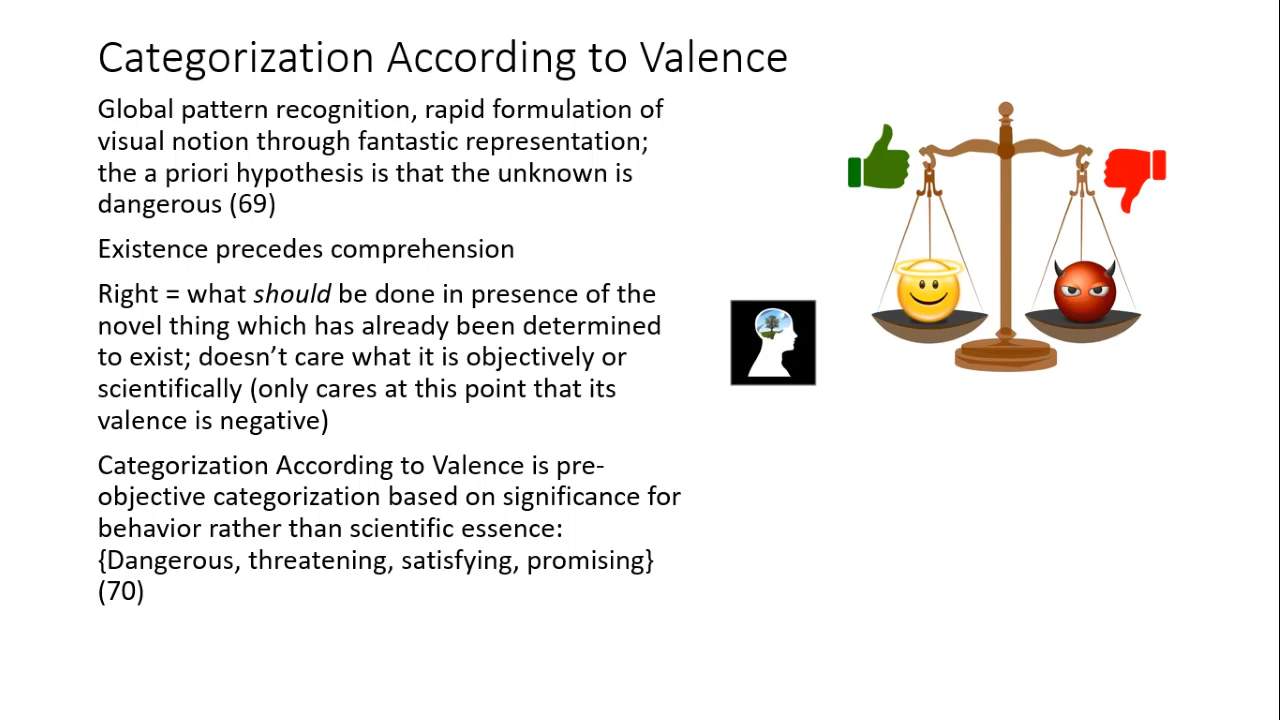 Categorization According to Valence
Global pattern recognition, rapid formulation of
visual notion through fantastic representation;
the a priori hypothesis is that the unknown is
dangerous (69)
Existence precedes comprehension
Right = what should be done in presence of the
novel thing which has already been determined
to exist; doesn’t care what it is objectively or
scientifically (only cares at this point that its
valence is negative)
Categorization According to Valence is pre-
objective categorization based on significance for
behavior rather than scientific essence:
{Dangerous, threatening, satisfying, promising}
(70)